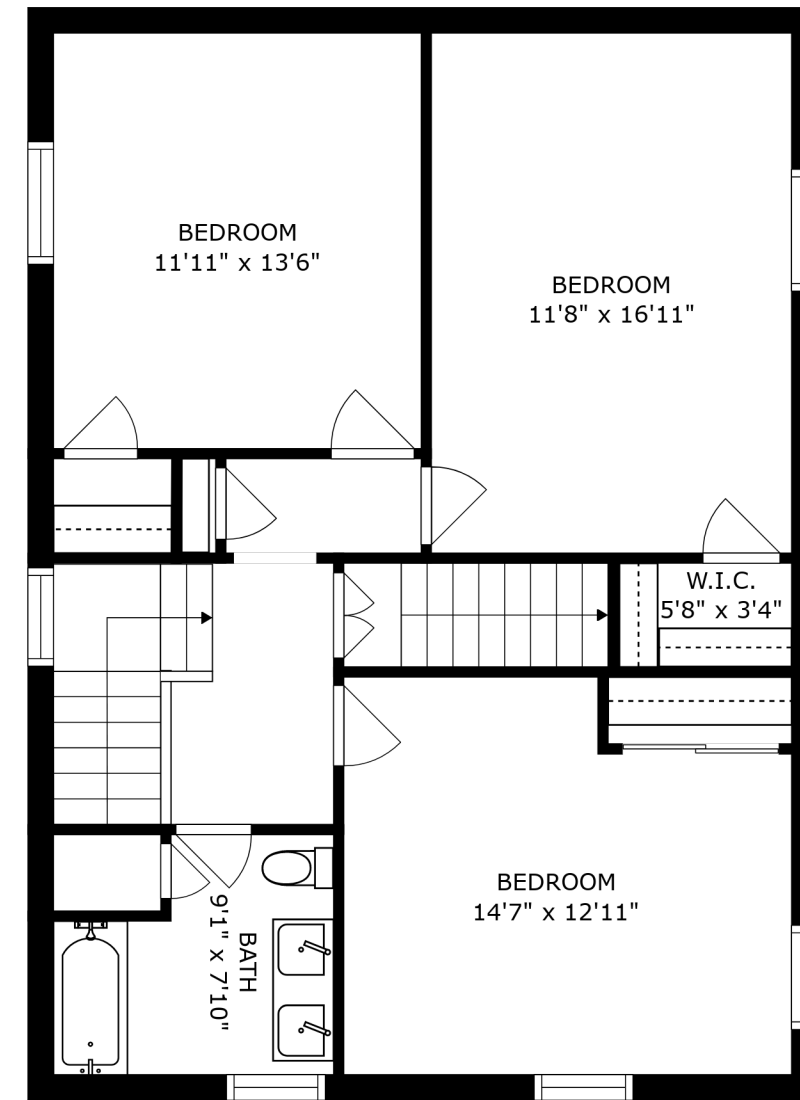 BEDROOM
11'11" x 13'6"
BEDROOM
11'8" x 16'11"
W.I.C.
5'8" x 3'4"
BEDROOM
14'7" x 12'11"
BATH
9'1" x 7'10"